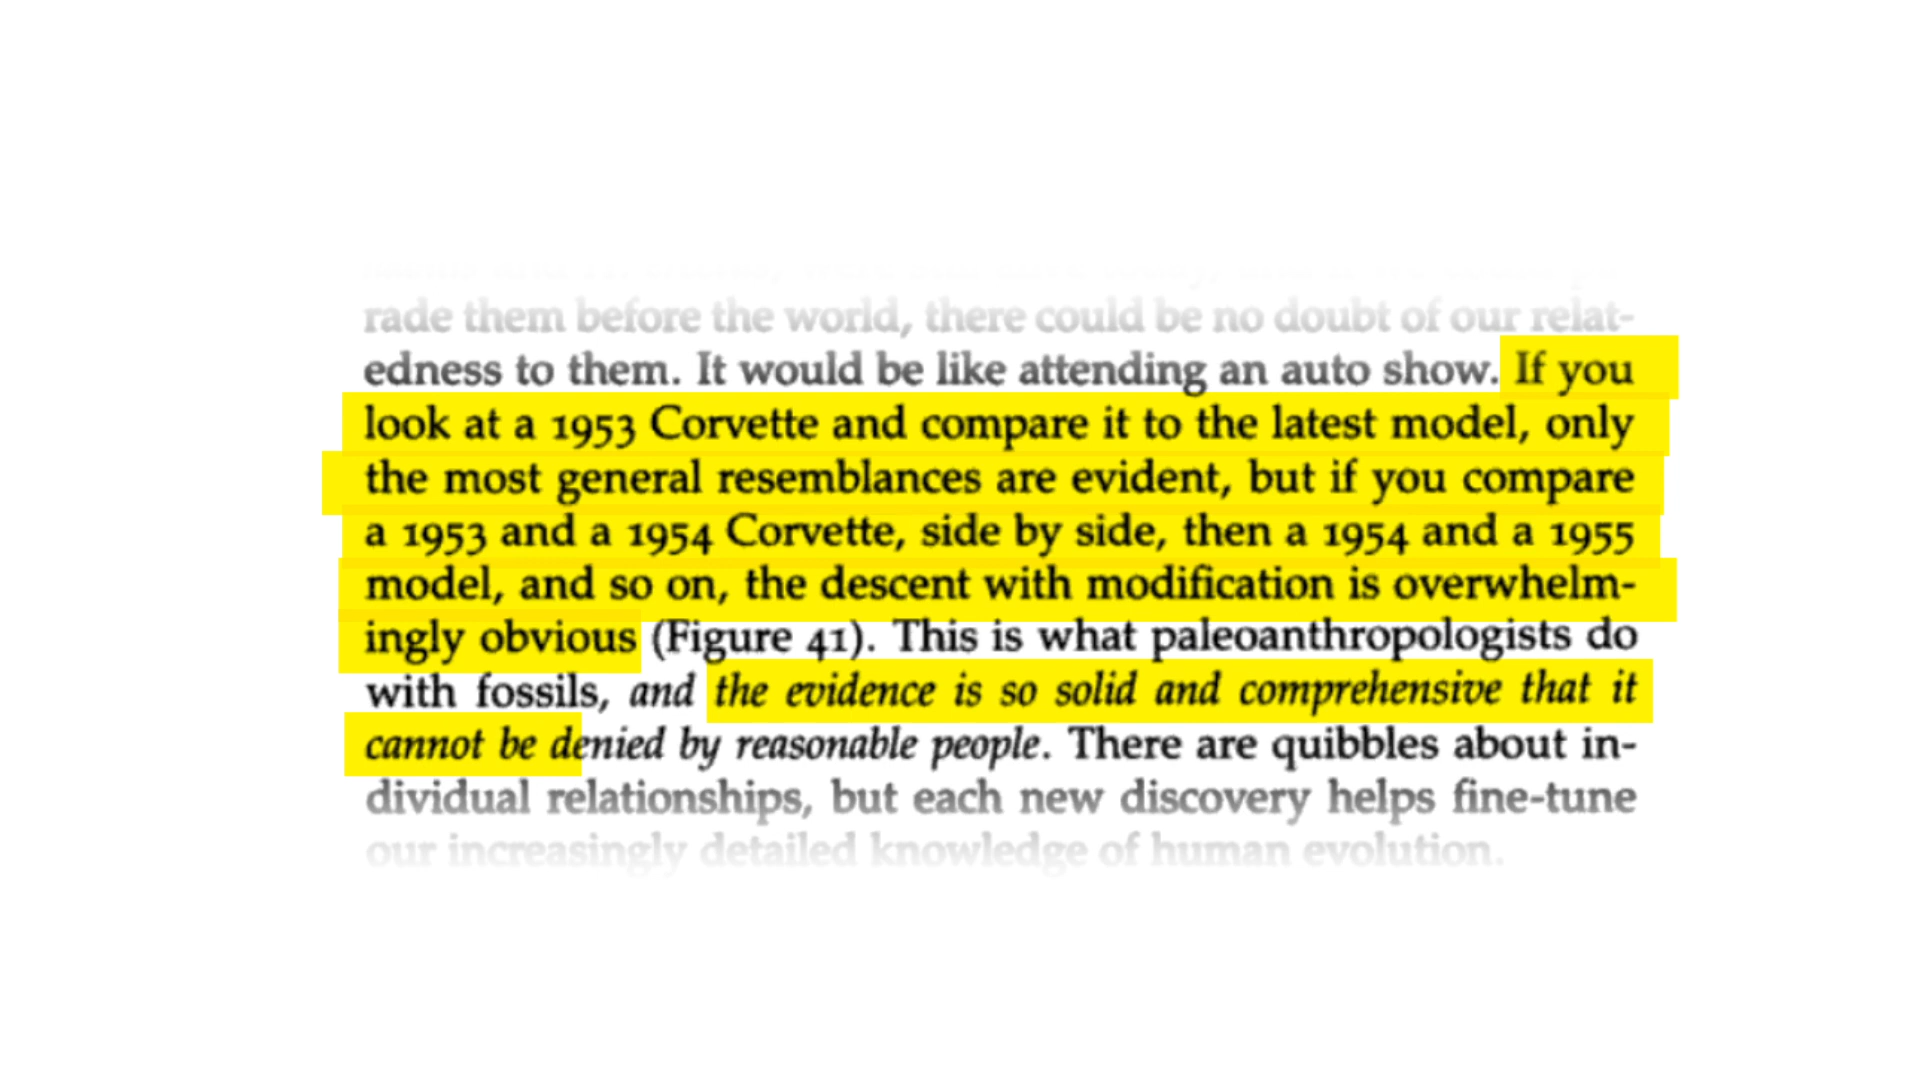 rade them before the world, there could be no doubt of our relat-
edness to them. It would be like attending an auto show. If you
look at a 1953 Corvette and compare it to the latest model, only
the most general resemblances are evident, but if you compare
a 1953 and a 1954 Corvette, side by side, then a 1954 and a 1955
model, and so on, the descent with modification is overwhelm-
ingly obvious (Figure 41). This is what paleoanthropologists do
with fossils, and the evidence is so solid and comprehensive that it
cannot be denied by reasonable people. There are quibbles about in-
dividual relationships, but each new discovery helps fine-tune
our increasingly detailed knowledge of human evolution.